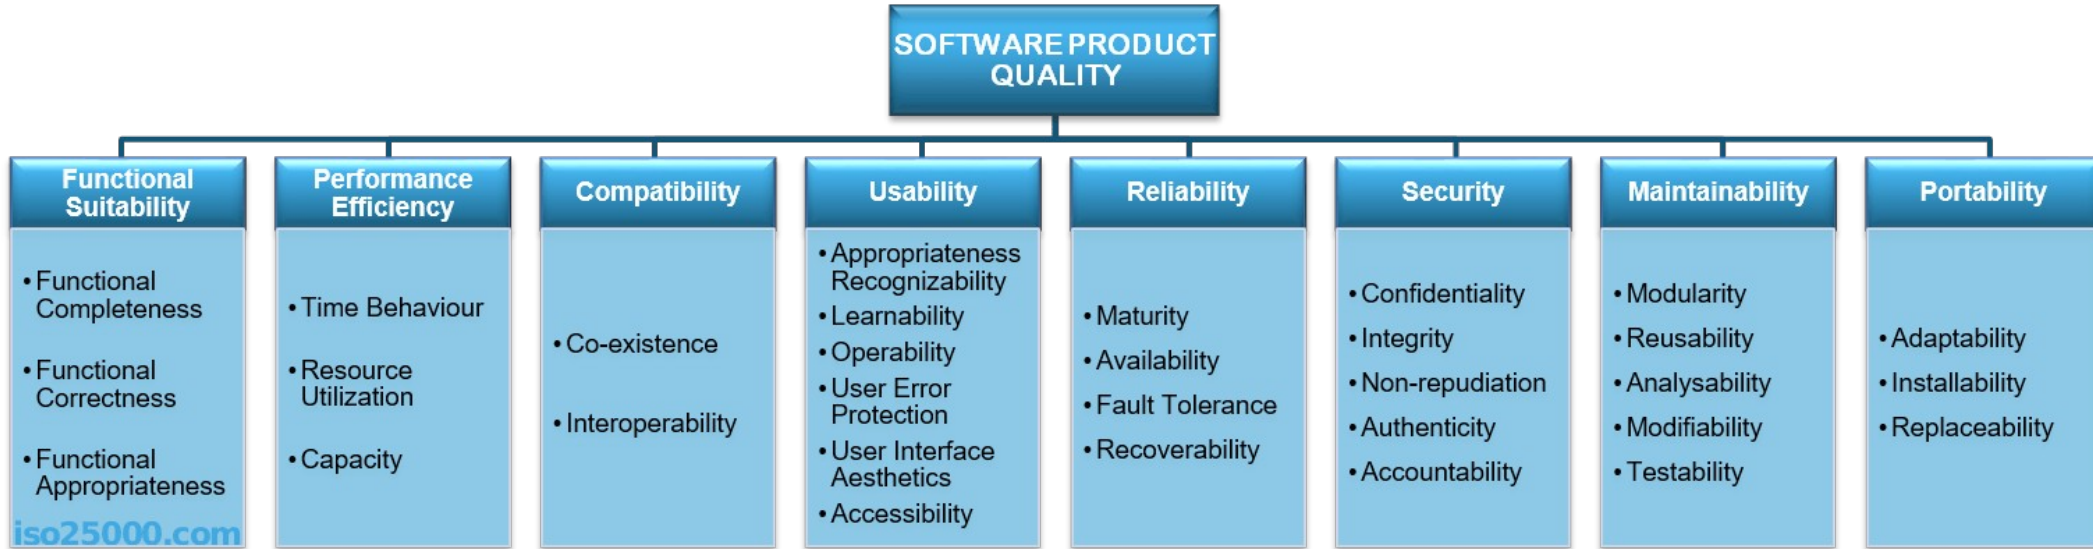 SOFTWARE PRODUCT
QUALITY
Functional
Suitability
• Functional
Completeness
• Functional
Correctness
• Functional
Appropriateness
iso25000.com
Performance
Efficiency
• Time Behaviour
• Resource
Utilization
• Capacity
Compatibility
• Co-existence
• Interoperability
Usability
• Appropriateness
Recognizability
• Learnability
• Operability
• User Error
Protection
• User Interface
Aesthetics
• Accessibility
Reliability
• Maturity
• Availability
• Fault Tolerance
• Recoverability
Security
• Confidentiality
• Integrity
• Non-repudiation
• Authenticity
• Accountability
Maintainability
• Modularity
• Reusability
• Analysability
• Modifiability
• Testability
Portability
• Adaptability
• Installability
• Replaceability